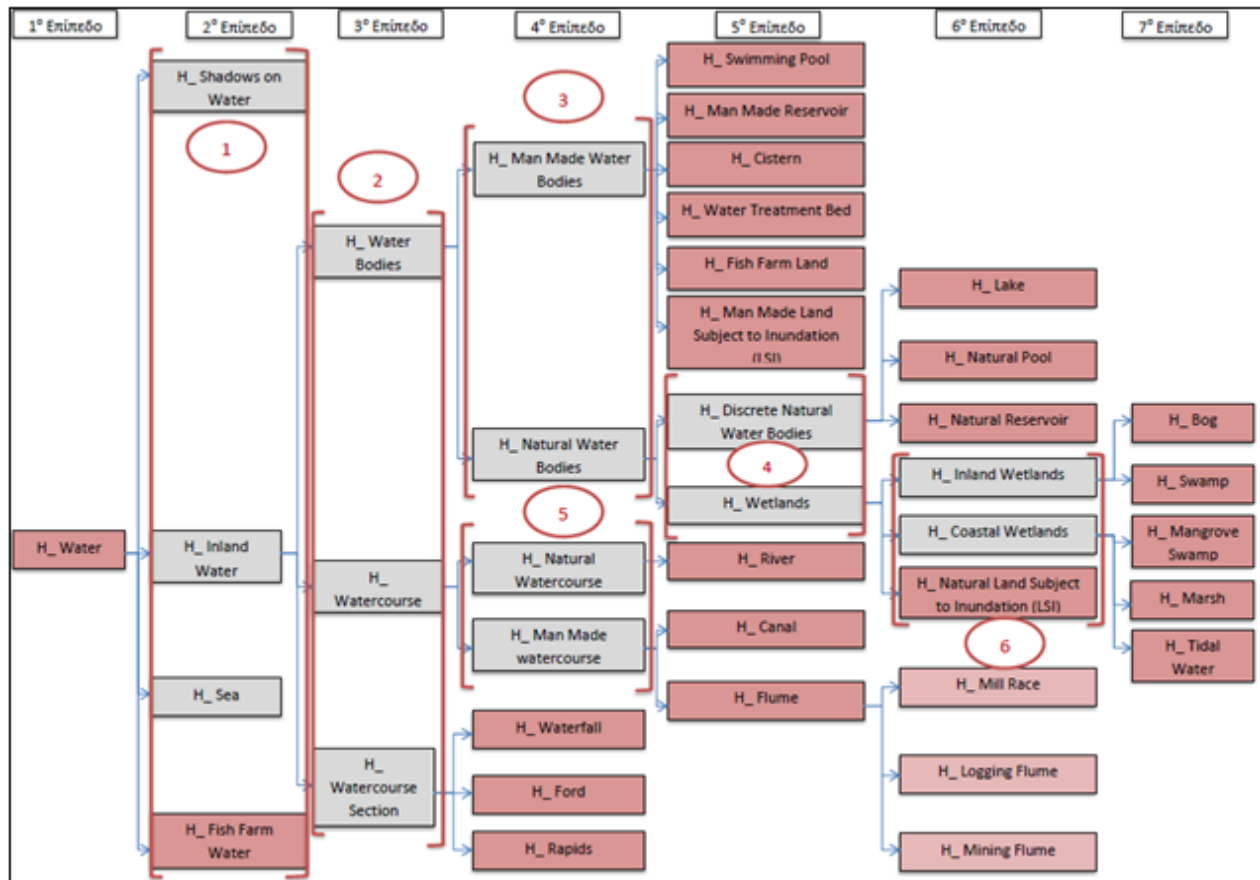 1° Επίπεδο
2° Επίπεδο
3° Επίπεδο
4° Επίπεδο
5° Επίπεδο
6° Επίπεδο
7° Επίπεδο
H_ Water
H_ Shadows on
Water
1
H_ Inland
Water
H_ Sea
H_ Fish Farm
Water
2
H_ Water
Bodies
H_
Watercourse
H_
Watercourse
Section
3
H_ Man Made Water
Bodies
H_ Natural Water
Bodies
5
H_ Natural
Watercourse
H_ Man Made
watercourse
H_ Waterfall
H_ Ford
H_ Rapids
H_ Swimming Pool
H_ Man Made Reservoir
H_ Cistern
H_ Water Treatment Bed
H_ Fish Farm Land
H_ Man Made Land
Subject to Inundation
(LSI)
H_ Discrete Natural
Water Bodies
4
H_ Wetlands
H_ River
H_ Canal
H_ Flume
H_ Lake
H_ Natural Pool
H_ Natural Reservoir
H_ Inland Wetlands
H_ Coastal Wetlands
H_ Natural Land Subject
to Inundation (LSI)
6
H_ Mill Race
H_ Logging Flume
H_ Mining Flume
H_ Bog
H_ Swamp
H_ Mangrove
Swamp
H_ Marsh
H_ Tidal
Water